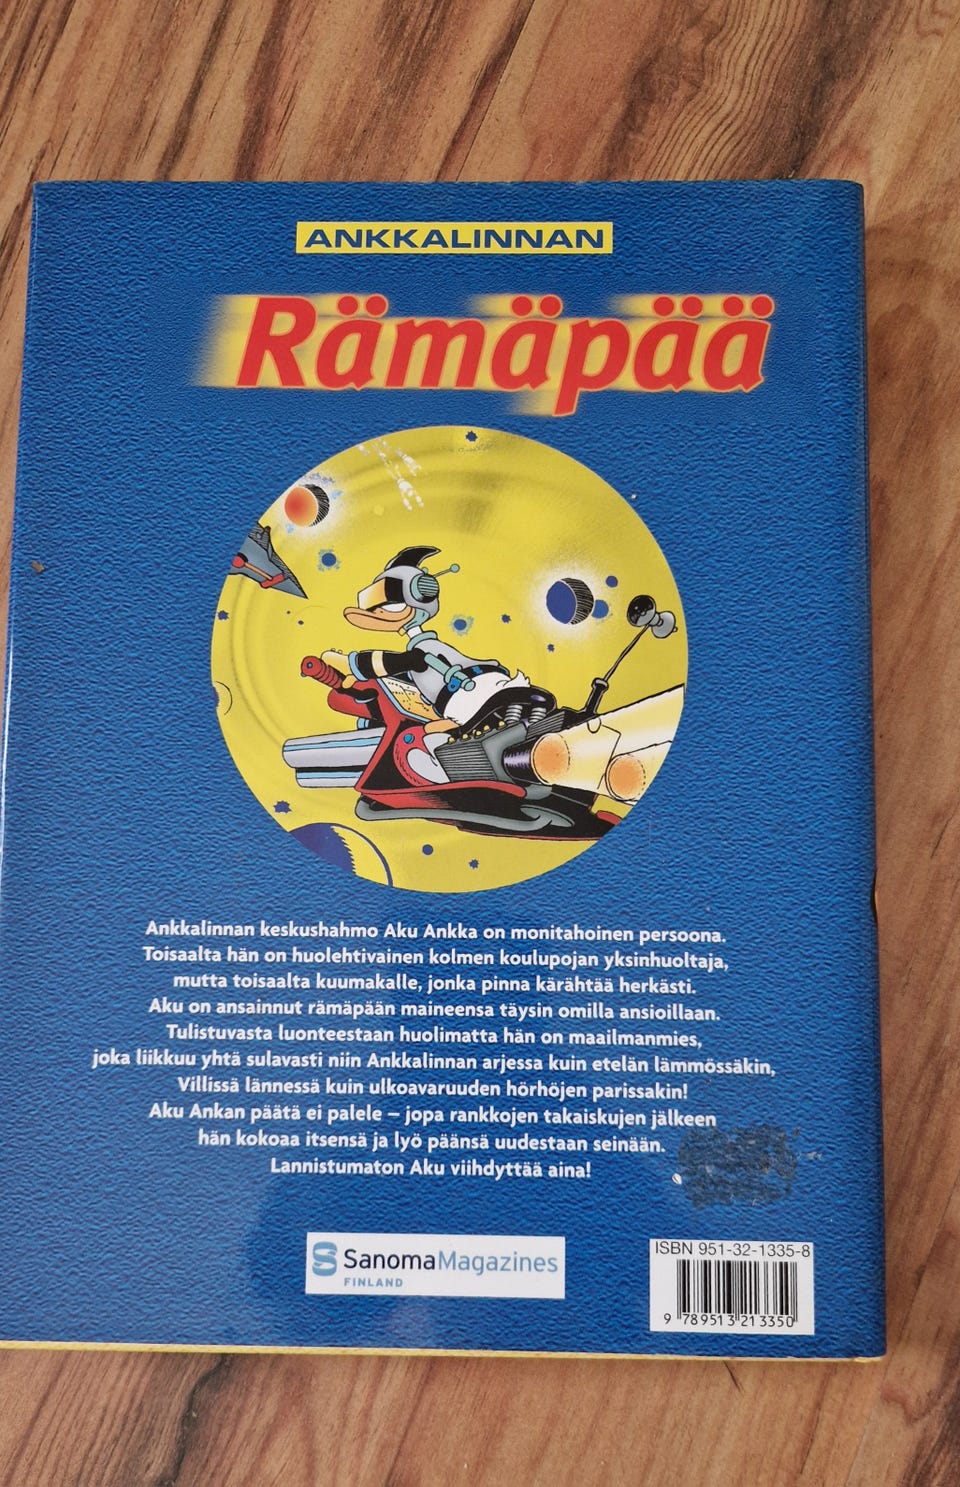 ANKKALINNAN
Rämäpää
Ankkalinnan keskushahmo Aku Ankka on monitahoinen persoona.
Toisaalta hän on huolehtivainen kolmen koulupojan yksinhuoltaja,
mutta toisaalta kuumakalle, jonka pinna kärähtää herkästi.
Aku on ansainnut rämäpään maineensa täysin omilla ansioillaan.
Tulistuvasta luonteestaan huolimatta hän on maailmanmies,
joka liikkuu yhtä sulavasti niin Ankkalinnan arjessa kuin etelän lämmössäkin,
Villissä lännessä kuin ulkoavaruuden hörhöjen parissakin!
Aku Ankan päätä ei palele – jopa rankkojen takaiskujen jälkeen
hän kokoaa itsensä ja lyö päänsä uudestaan seinään.
Lannistumaton Aku viihdyttää aina!
SanomaMagazines
FINLAND
ISBN 951-32-1335-8
9 789513 213350